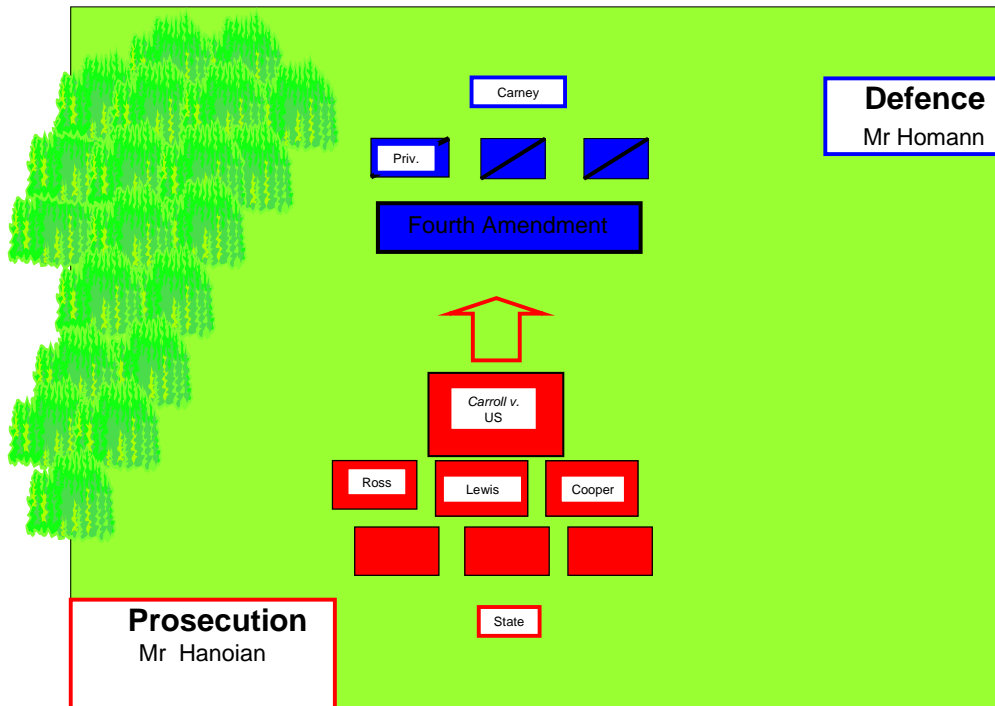 Carney
Defence
Mr Homann
Priv.
Fourth Amendment
Carroll v.
US
Ross
Lewis
Cooper
Prosecution
Mr Hanoian
State